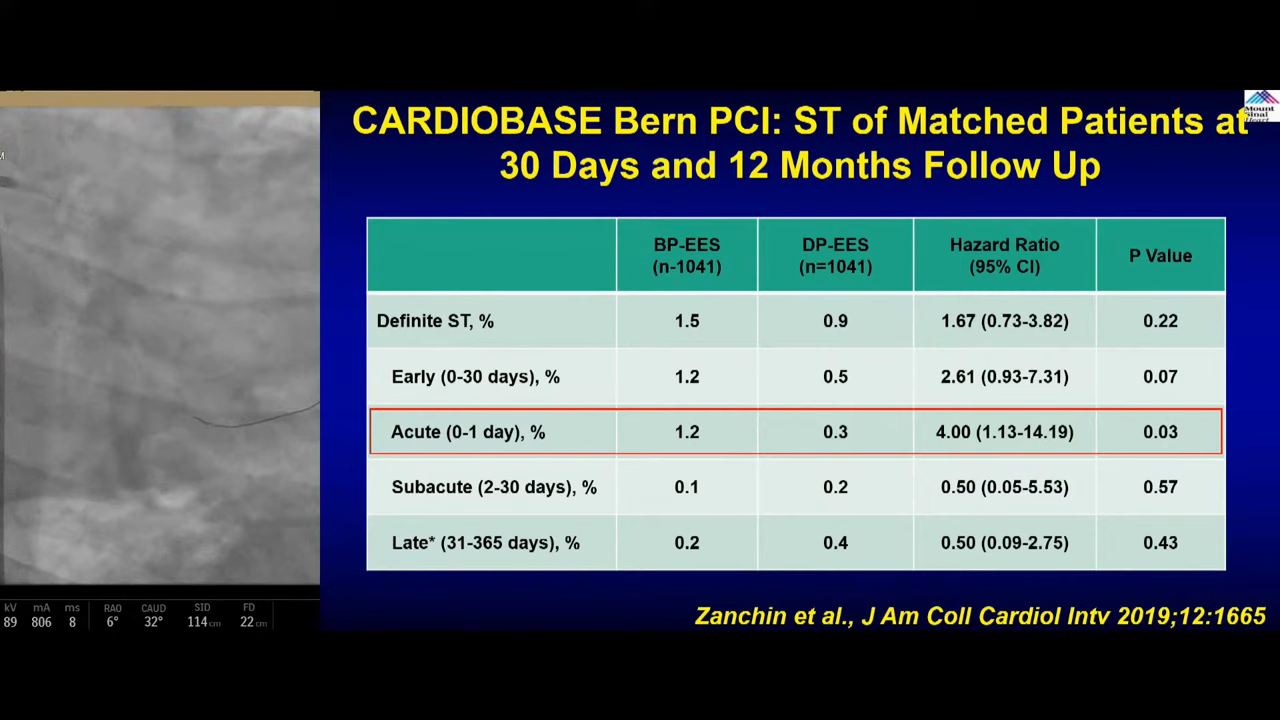 CARDIOBASE Bern PCI: ST of Matched Patients at
30 Days and 12 Months Follow Up
Mount
Sinai
Heart
M
BP-EES (n-1041) DP-EES (n=1041) Hazard Ratio (95% CI) P Value
Definite ST, % 1.5 0.9 1.67 (0.73-3.82) 0.22
Early (0-30 days), % 1.2 0.5 2.61 (0.93-7.31) 0.07
Acute (0-1 day), % 1.2 0.3 4.00 (1.13-14.19) 0.03
Subacute (2-30 days), % 0.1 0.2 0.50 (0.05-5.53) 0.57
Late* (31-365 days), % 0.2 0.4 0.50 (0.09-2.75) 0.43
Zanchin et al., J Am Coll Cardiol Intv 2019;12:1665
kV mA ms RAO CAUD SID FD
89 806 8 6° 32° 114 cm 22 cm